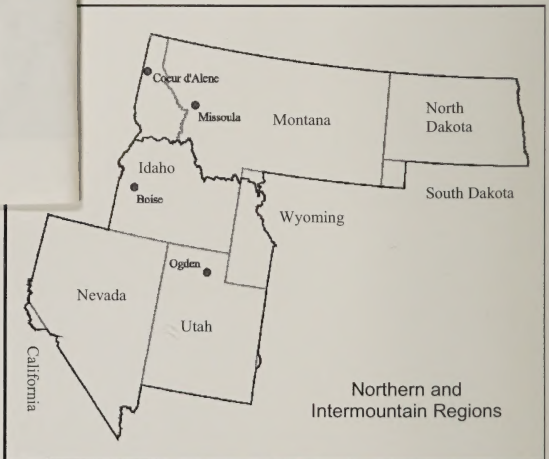 Coeur d'Alene
Missoula
Montana
North
Dakota
South Dakota
Idaho
Boise
Wyoming
Ogden
Nevada
Utah
California
Northern and
Intermountain Regions